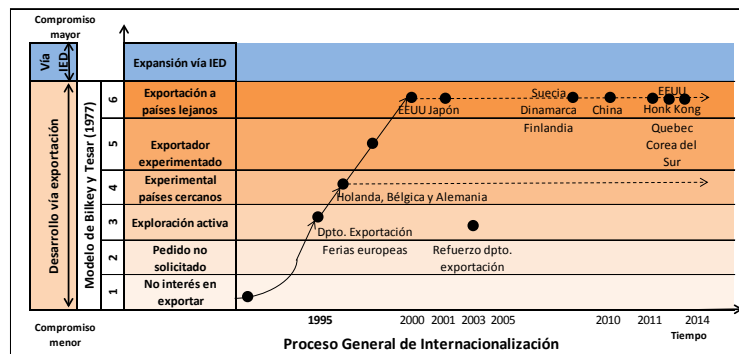 Compromiso
mayor
Vía
IED
Expansión vía IED
Desarrollo vía exportación
Modelo de Bilkey y Tesar (1977)
6
Exportación a
países lejanos
EEUU Japón
Suecia
Dinamarca
Finlandia
China
EEUU
Honk Kong
Quebec
Corea del
Sur
5
Exportador
experimentado
4
Experimental
países cercanos
Holanda, Bélgica y Alemania
3
Exploración activa
Dpto. Exportación
Ferias europeas
2
Pedido no
solicitado
Refuerzo dpto.
exportación
1
No interés en
exportar
Compromiso
menor
1995 2000 2001 2003 2005 2010 2011 2014
Tiempo
Proceso General de Internacionalización